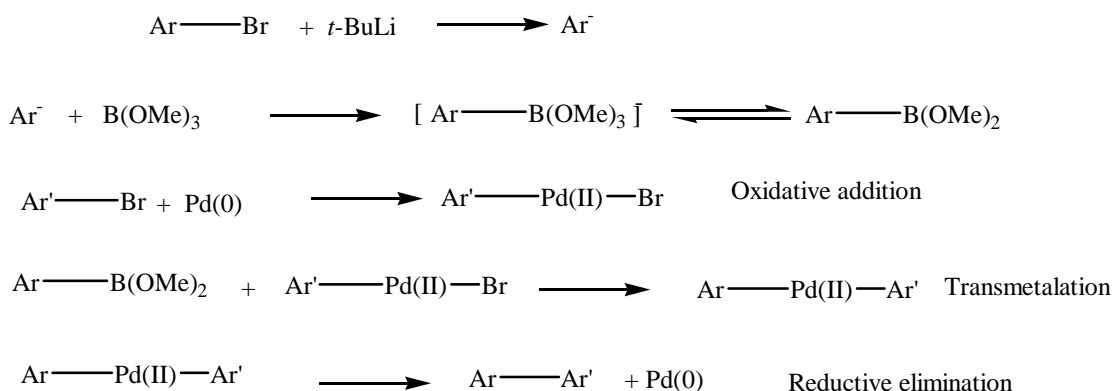 Ar—Br + t-BuLi Ar-
Ar- + B(OMe)3 [ Ar—B(OMe)3 ]- Ar—B(OMe)2
Ar'—Br + Pd(0) Ar'—Pd(II)—Br Oxidative addition
Ar—B(OMe)2 + Ar'—Pd(II)—Br Ar—Pd(II)—Ar' Transmetalation
Ar—Pd(II)—Ar' Ar—Ar' + Pd(0) Reductive elimination